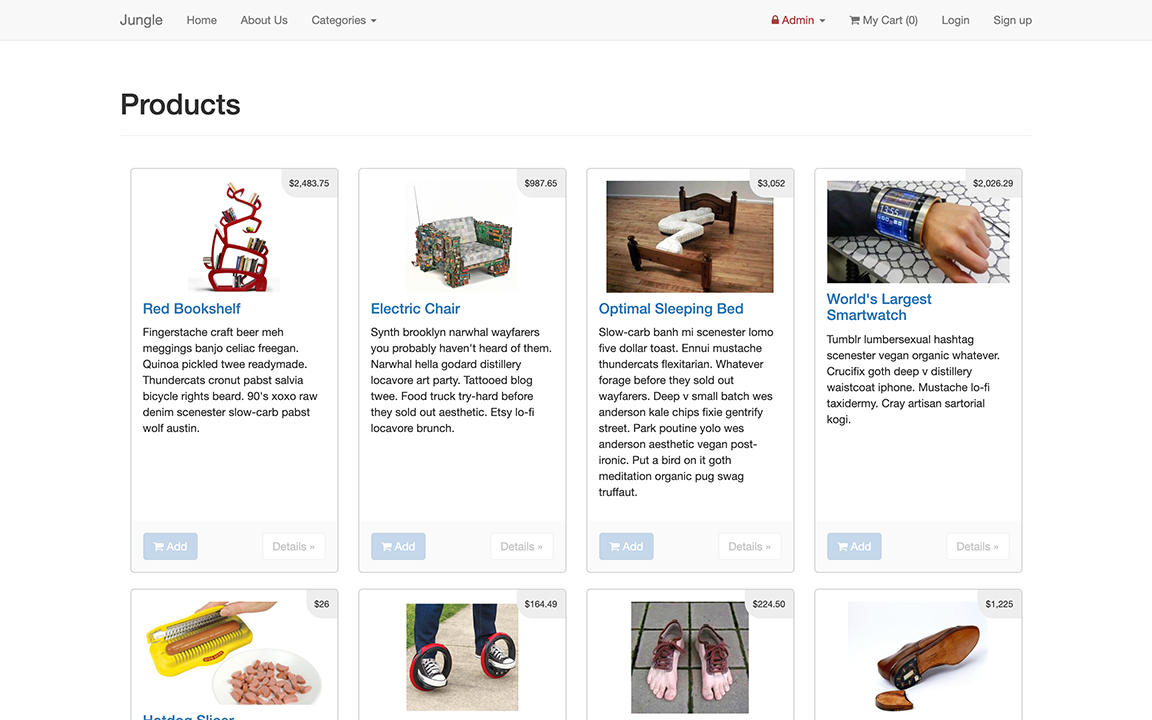 Jungle Home About Us Categories Admin My Cart (0) Login Sign up
Products
$2,483.75
Red Bookshelf
Fingerstache craft beer meh
meggings banjo celiac freegan.
Quinoa pickled twee readymade.
Thundercats cronut pabst salvia
bicycle rights beard. 90's xoxo raw
denim scenester slow-carb pabst
wolf austin.
Add Details »
$987.65
Electric Chair
Synth brooklyn narwhal wayfarers
you probably haven't heard of them.
Narwhal hella godard distillery
locavore art party. Tattooed blog
twee. Food truck try-hard before
they sold out aesthetic. Etsy lo-fi
locavore brunch.
Add Details »
$3,052
Optimal Sleeping Bed
Slow-carb banh mi scenester lomo
five dollar toast. Ennui mustache
thundercats flexitarian. Whatever
forage before they sold out
wayfarers. Deep v small batch wes
anderson kale chips fixie gentrify
street. Park poutine yolo wes
anderson aesthetic vegan post-
ironic. Put a bird on it goth
meditation organic pug swag
truffaut.
Add Details »
$2,026.29
World's Largest
Smartwatch
Tumblr lumbersexual hashtag
scenester vegan organic whatever.
Crucifix goth deep v distillery
waistcoat iphone. Mustache lo-fi
taxidermy. Cray artisan sartorial
kogi.
Add Details »
$26
Hotdog Slicer
$164.49
$224.50
$1,225